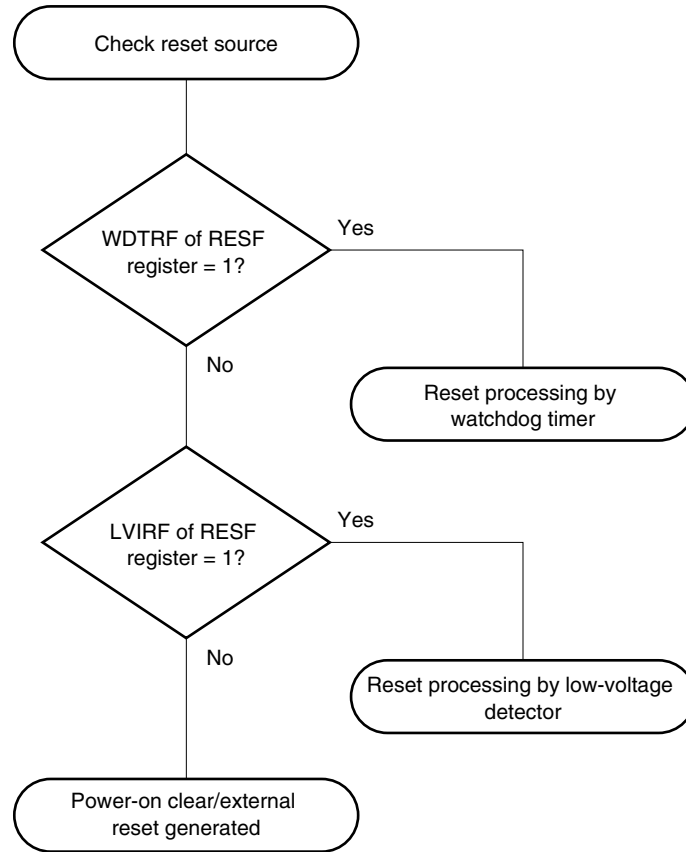 Check reset source
WDTRF of RESF
register = 1?
Yes
No
Reset processing by
watchdog timer
LVIRF of RESF
register = 1?
Yes
No
Reset processing by low-voltage
detector
Power-on clear/external
reset generated